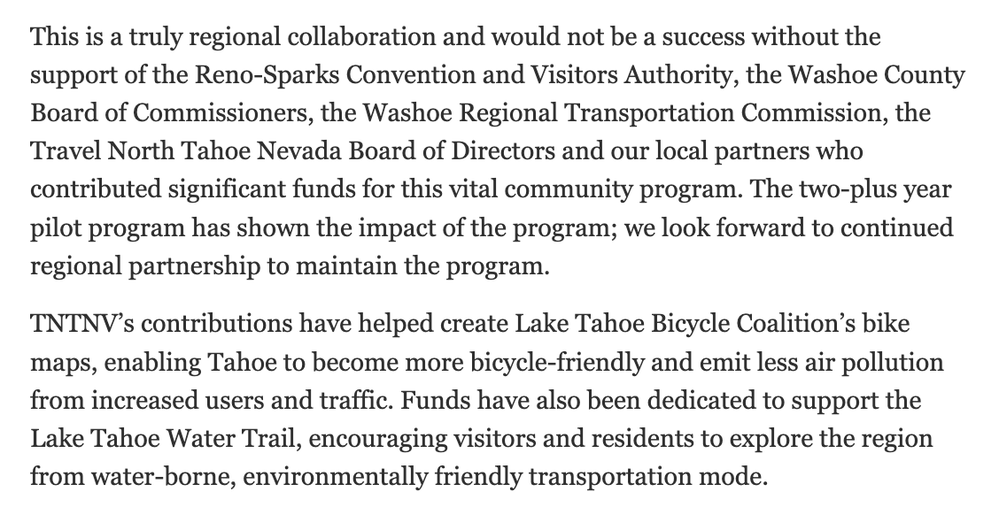 This is a truly regional collaboration and would not be a success without the
support of the Reno-Sparks Convention and Visitors Authority, the Washoe County
Board of Commissioners, the Washoe Regional Transportation Commission, the
Travel North Tahoe Nevada Board of Directors and our local partners who
contributed significant funds for this vital community program. The two-plus year
pilot program has shown the impact of the program; we look forward to continued
regional partnership to maintain the program.
TNTNV’s contributions have helped create Lake Tahoe Bicycle Coalition’s bike
maps, enabling Tahoe to become more bicycle-friendly and emit less air pollution
from increased users and traffic. Funds have also been dedicated to support the
Lake Tahoe Water Trail, encouraging visitors and residents to explore the region
from water-borne, environmentally friendly transportation mode.